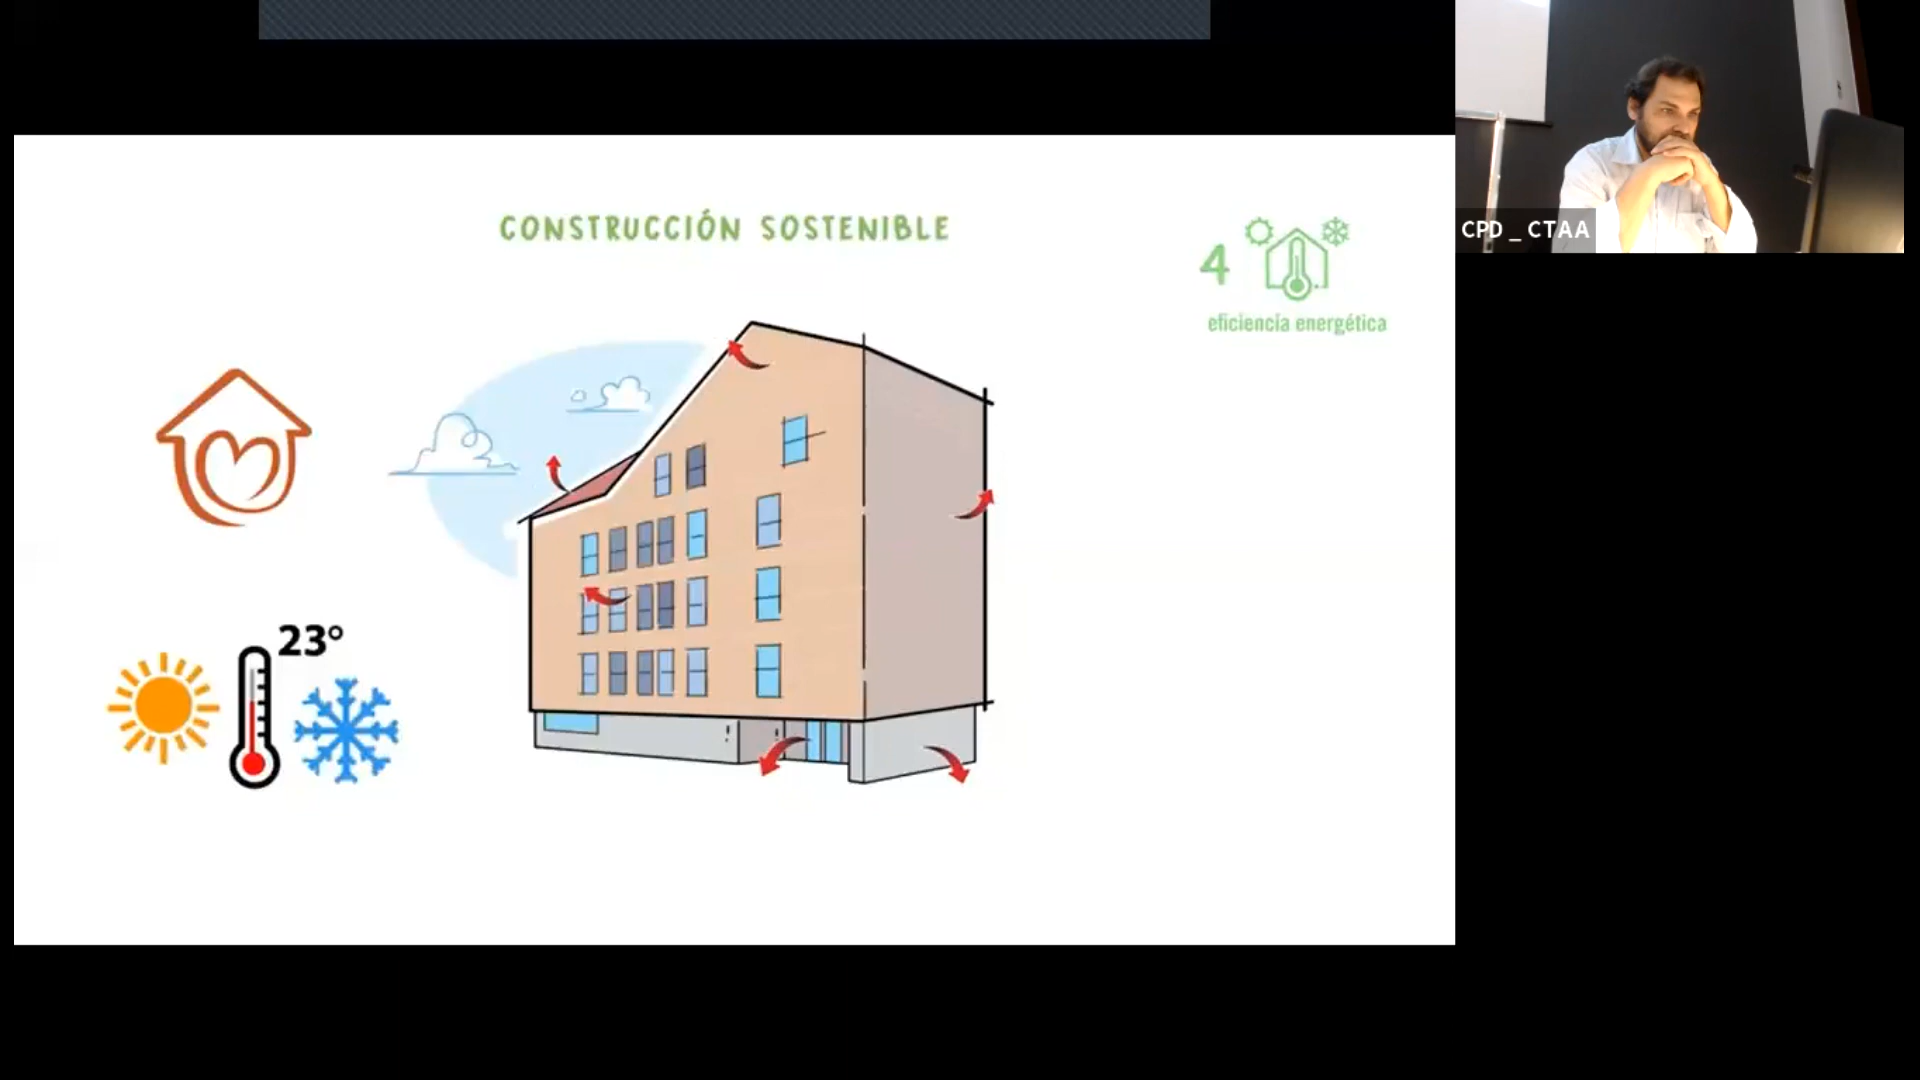 CONSTRUCCIÓN SOSTENIBLE
4
eficiencia energética
23°
CPD _ CTAA